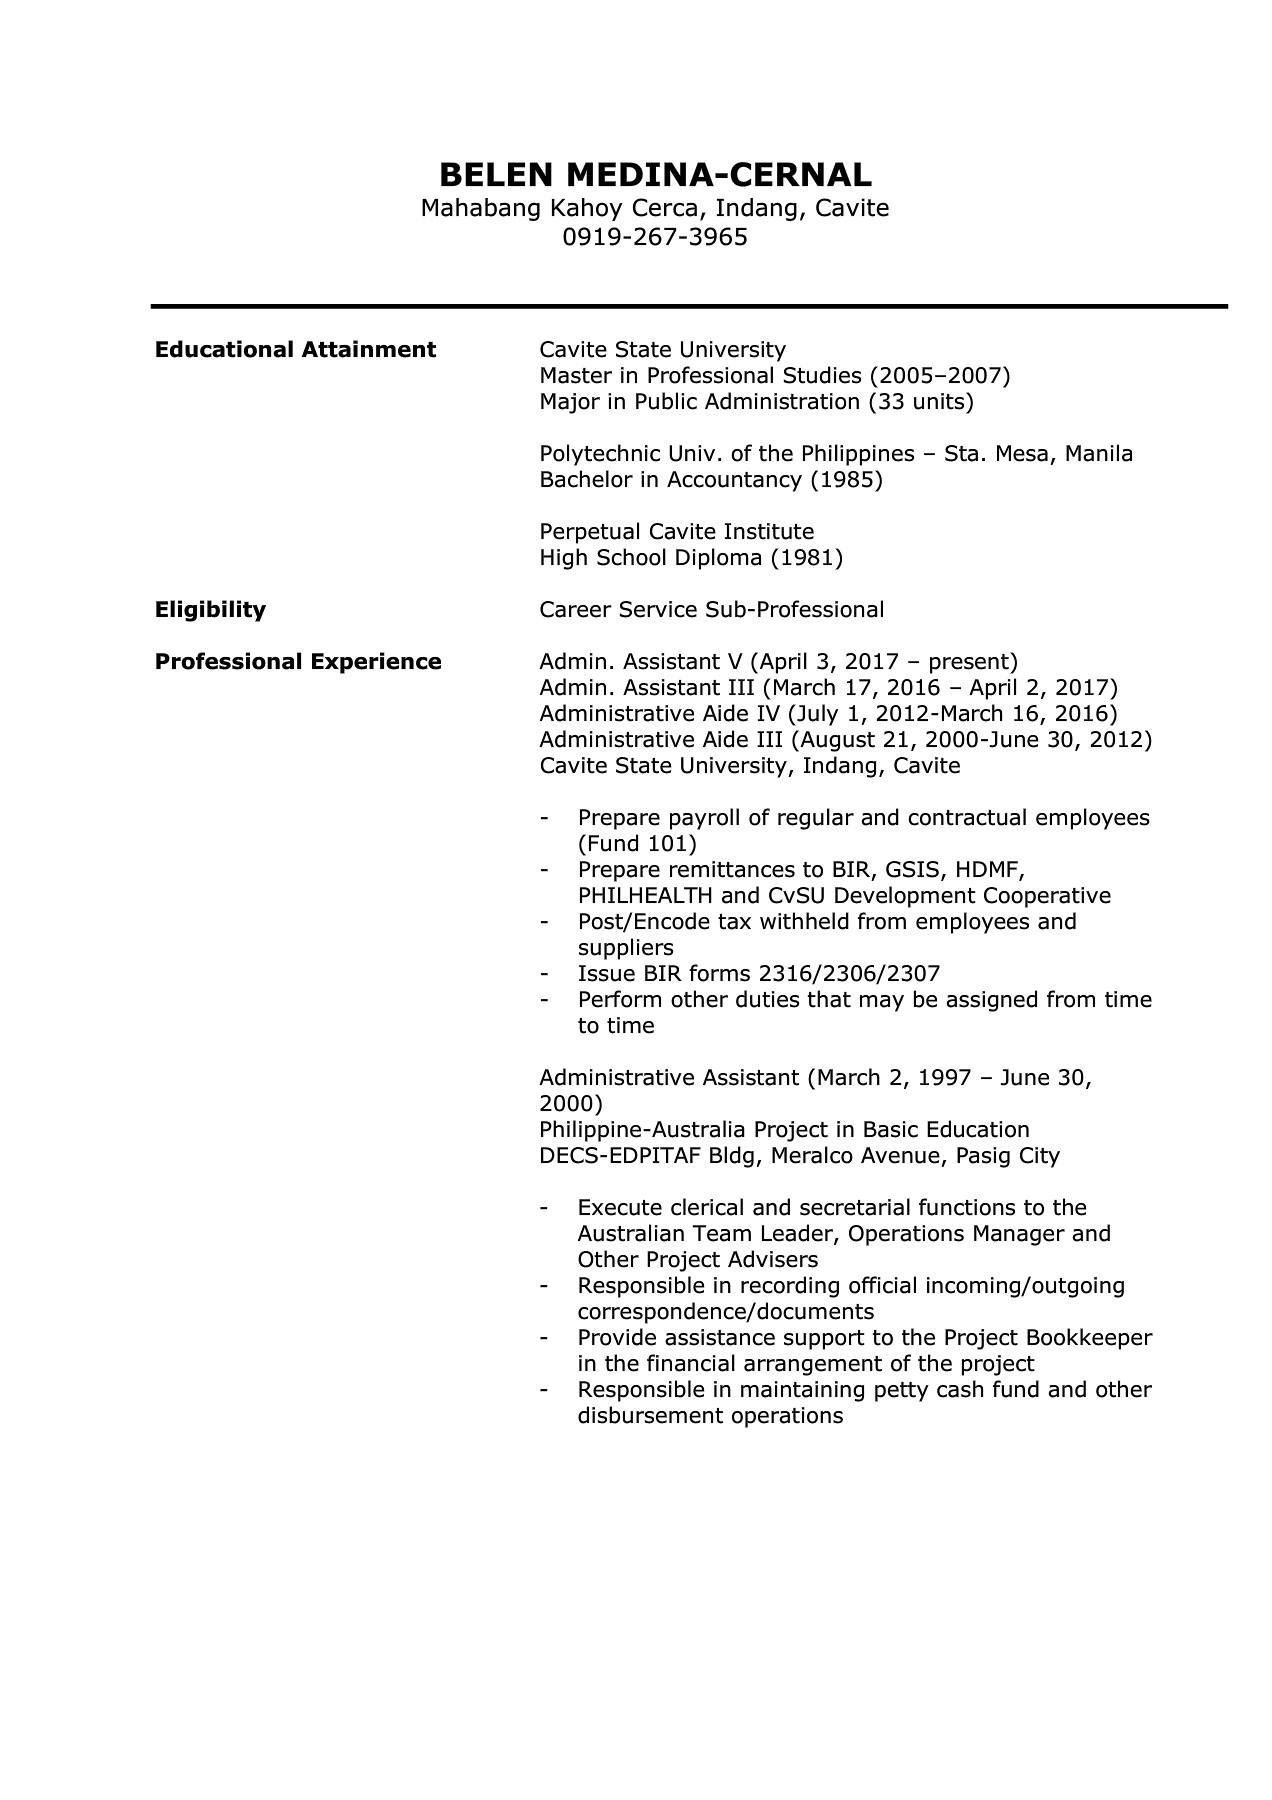 BELEN MEDINA-CERNAL
Mahabang Kahoy Cerca, Indang, Cavite
0919-267-3965
Educational Attainment
Cavite State University
Master in Professional Studies (2005–2007)
Major in Public Administration (33 units)
Polytechnic Univ. of the Philippines – Sta. Mesa, Manila
Bachelor in Accountancy (1985)
Perpetual Cavite Institute
High School Diploma (1981)
Eligibility
Career Service Sub-Professional
Professional Experience
Admin. Assistant V (April 3, 2017 – present)
Admin. Assistant III (March 17, 2016 – April 2, 2017)
Administrative Aide IV (July 1, 2012-March 16, 2016)
Administrative Aide III (August 21, 2000-June 30, 2012)
Cavite State University, Indang, Cavite
- Prepare payroll of regular and contractual employees
(Fund 101)
- Prepare remittances to BIR, GSIS, HDMF,
PHILHEALTH and CvSU Development Cooperative
- Post/Encode tax withheld from employees and
suppliers
- Issue BIR forms 2316/2306/2307
- Perform other duties that may be assigned from time
to time
Administrative Assistant (March 2, 1997 – June 30,
2000)
Philippine-Australia Project in Basic Education
DECS-EDPITAF Bldg, Meralco Avenue, Pasig City
- Execute clerical and secretarial functions to the
Australian Team Leader, Operations Manager and
Other Project Advisers
- Responsible in recording official incoming/outgoing
correspondence/documents
- Provide assistance support to the Project Bookkeeper
in the financial arrangement of the project
- Responsible in maintaining petty cash fund and other
disbursement operations